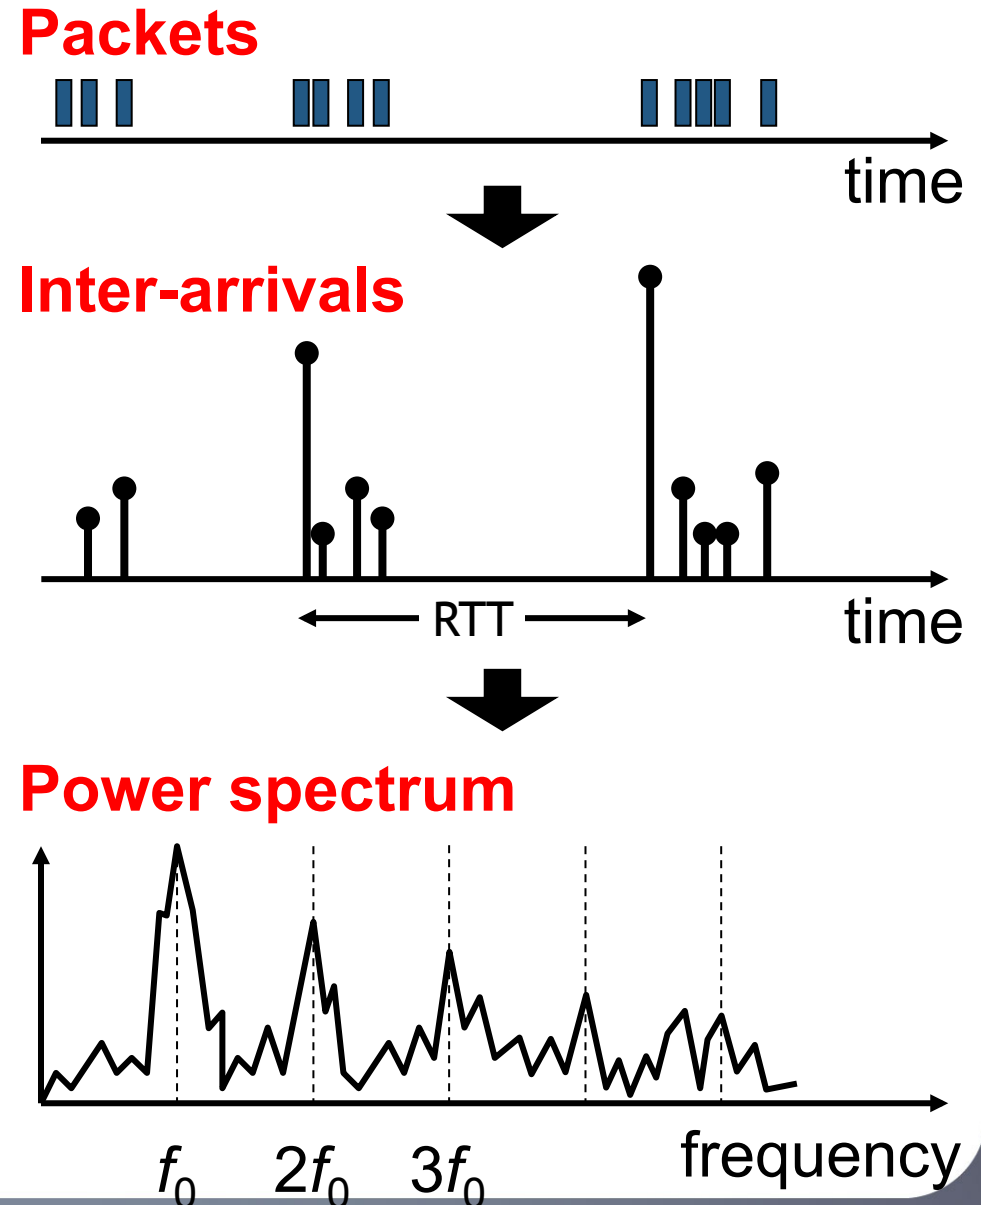 Packets
time
Inter-arrivals
RTT
time
Power spectrum
f₀ 2f₀ 3f₀ frequency